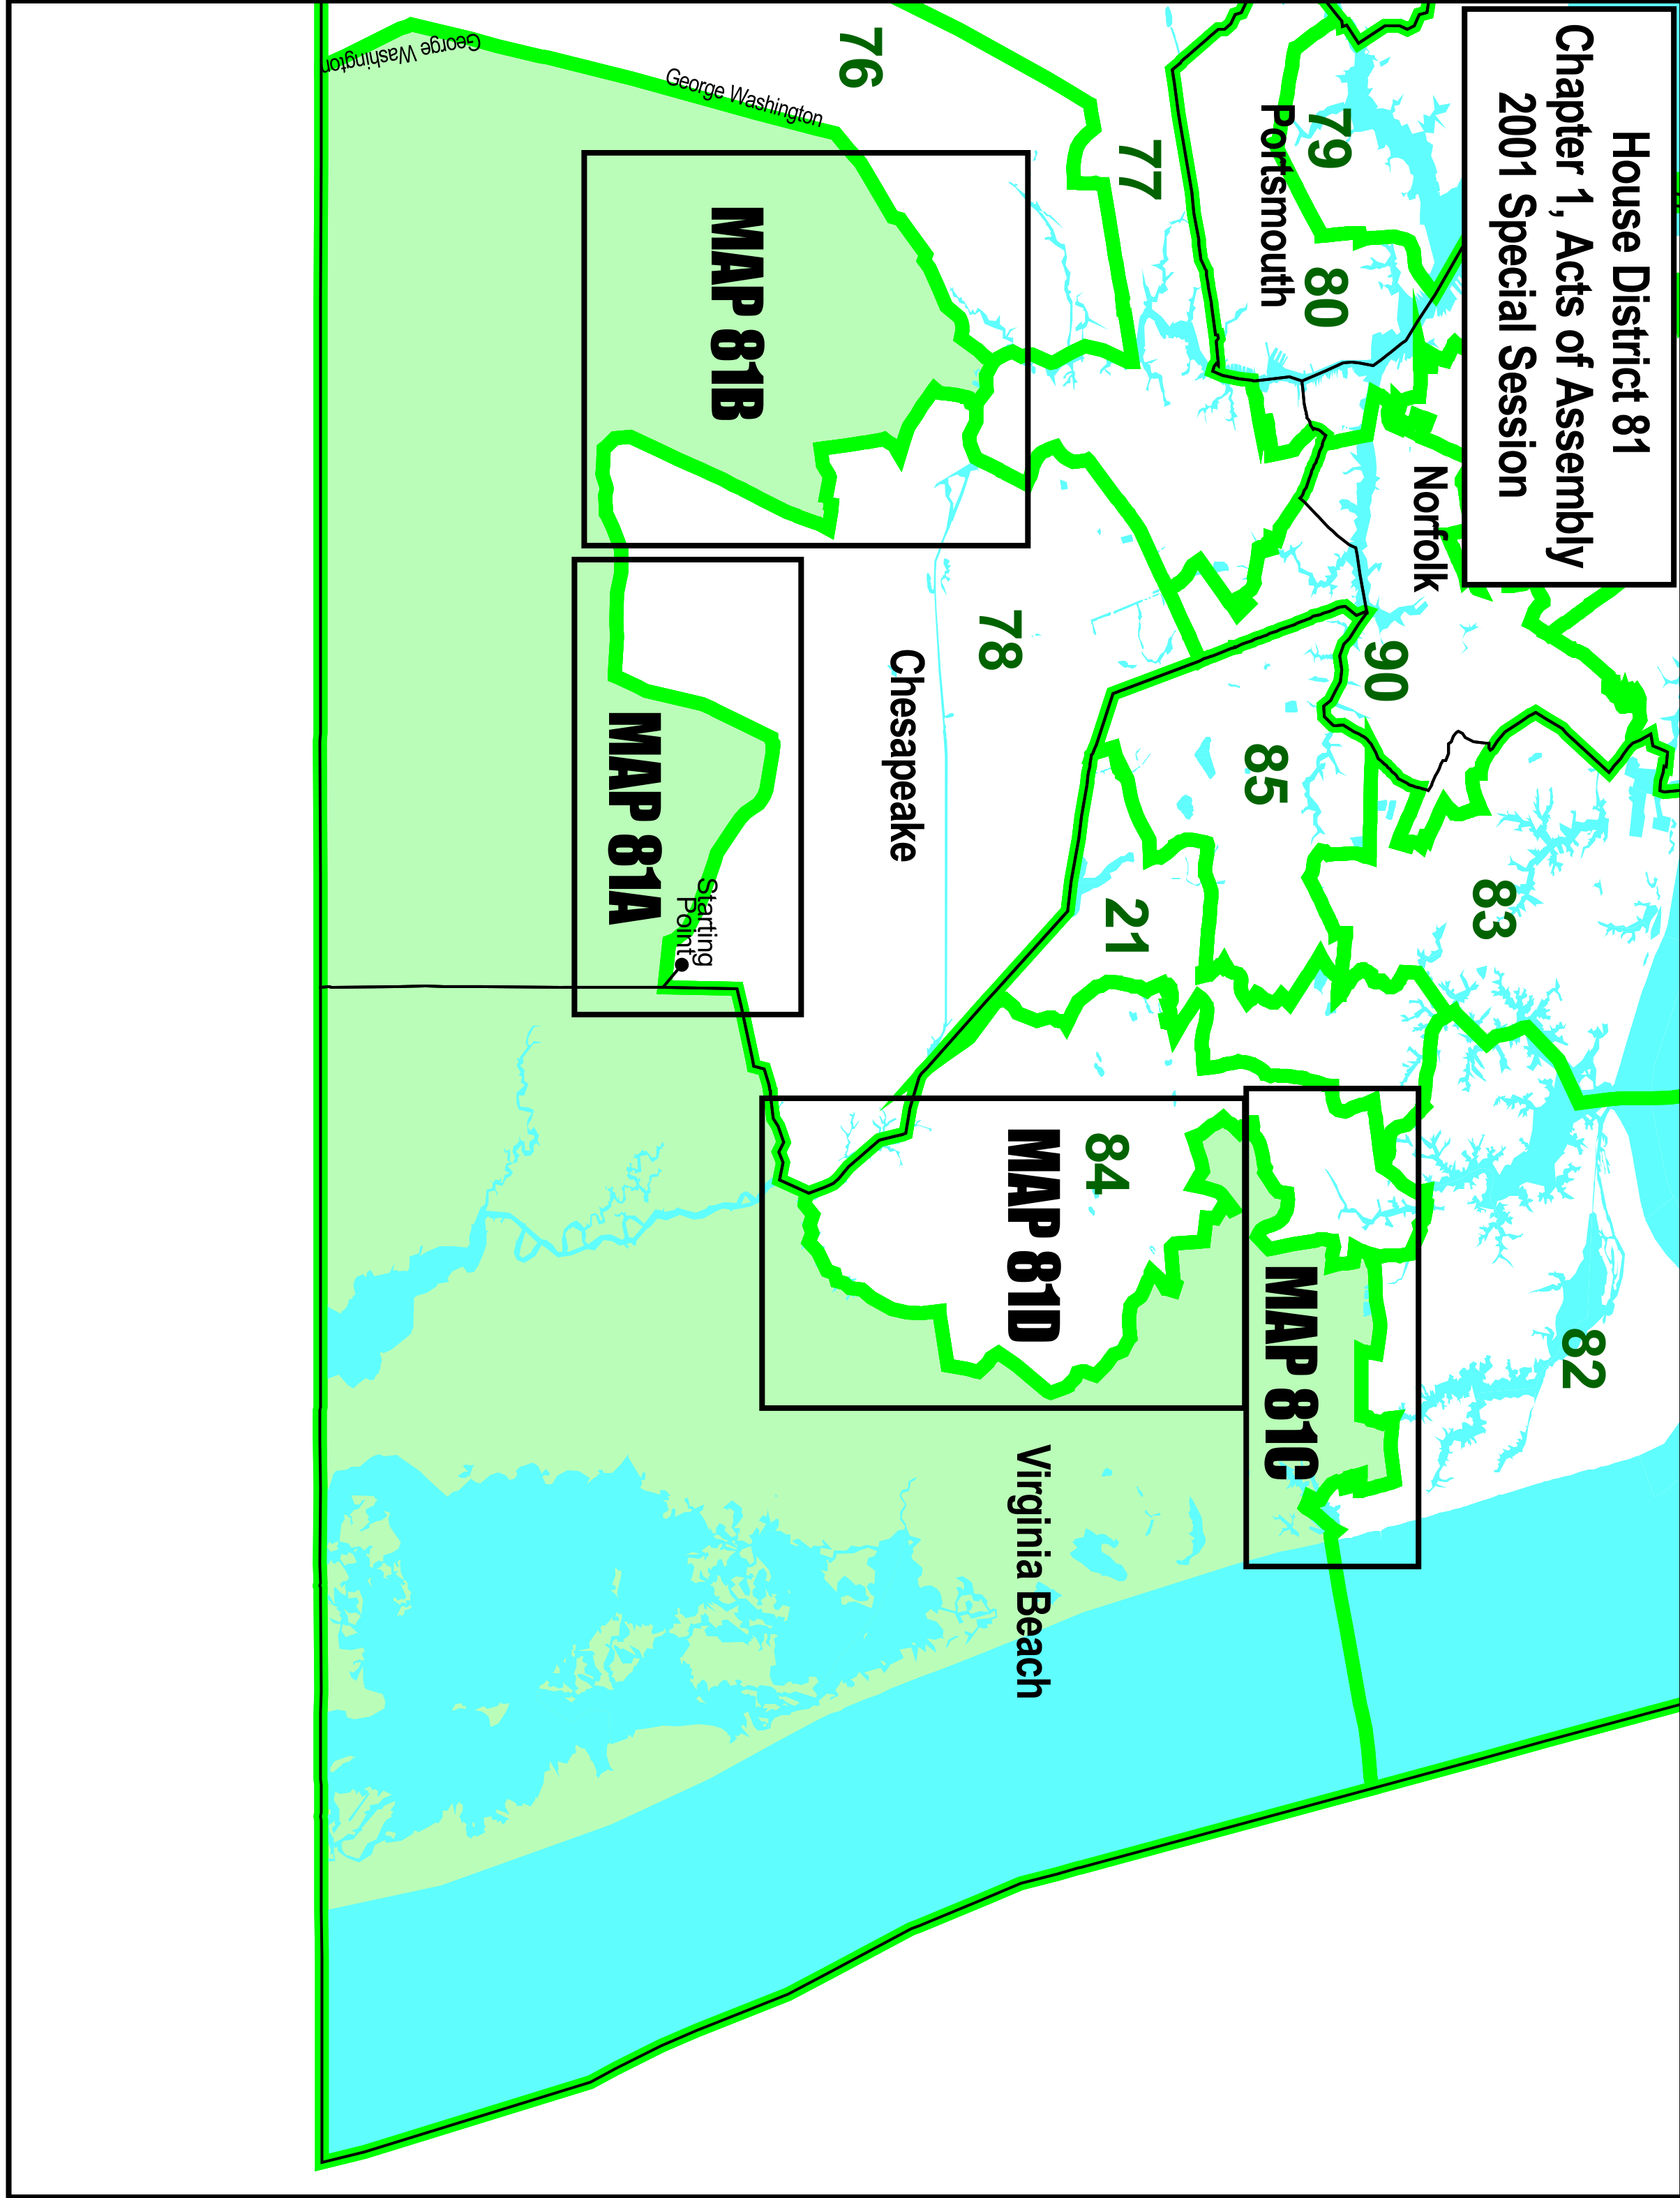 House District 81
Chapter 1, Acts of Assembly
2001 Special Session
82
83
90
Norfolk
79
80
Portsmouth
85
MAP 81C
77
21
84
MAP 81D
Virginia Beach
78
Chesapeake
76
George Washington
MAP 81B
Starting
Point
MAP 81A
George Washington